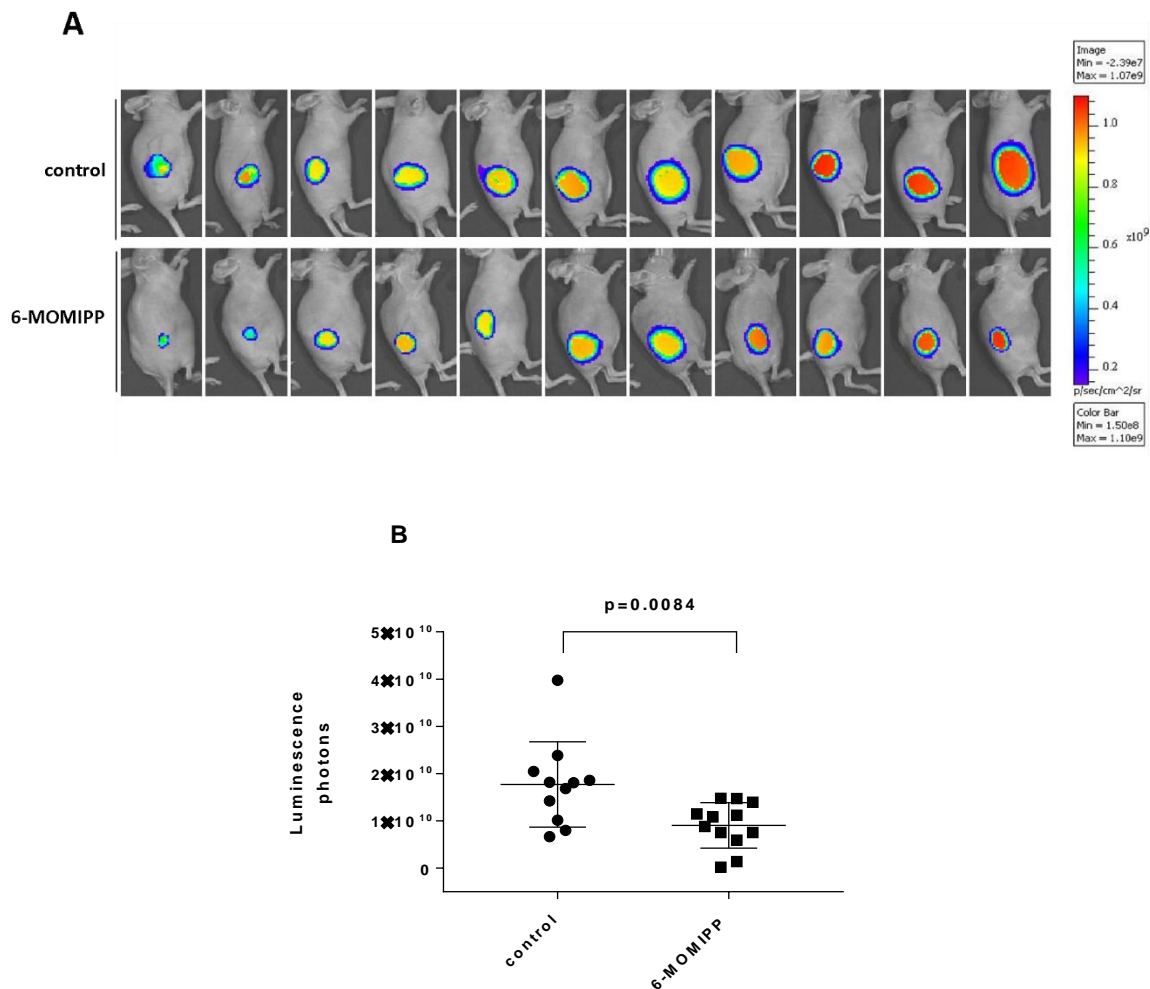 A
Image
Min = -2.39e7
Max = 1.07e9
control
1.0
0.8
0.6
x10^9
0.4
0.2
6-MOMIPP
p/sec/cm^2/sr
Color Bar
Min = 1.50e8
Max = 1.10e9
B
p=0.0084
5✖10 10
4✖10 10
3✖10 10
2✖10 10
1✖10 10
0
Luminescence
photons
control
6-MOMIPP